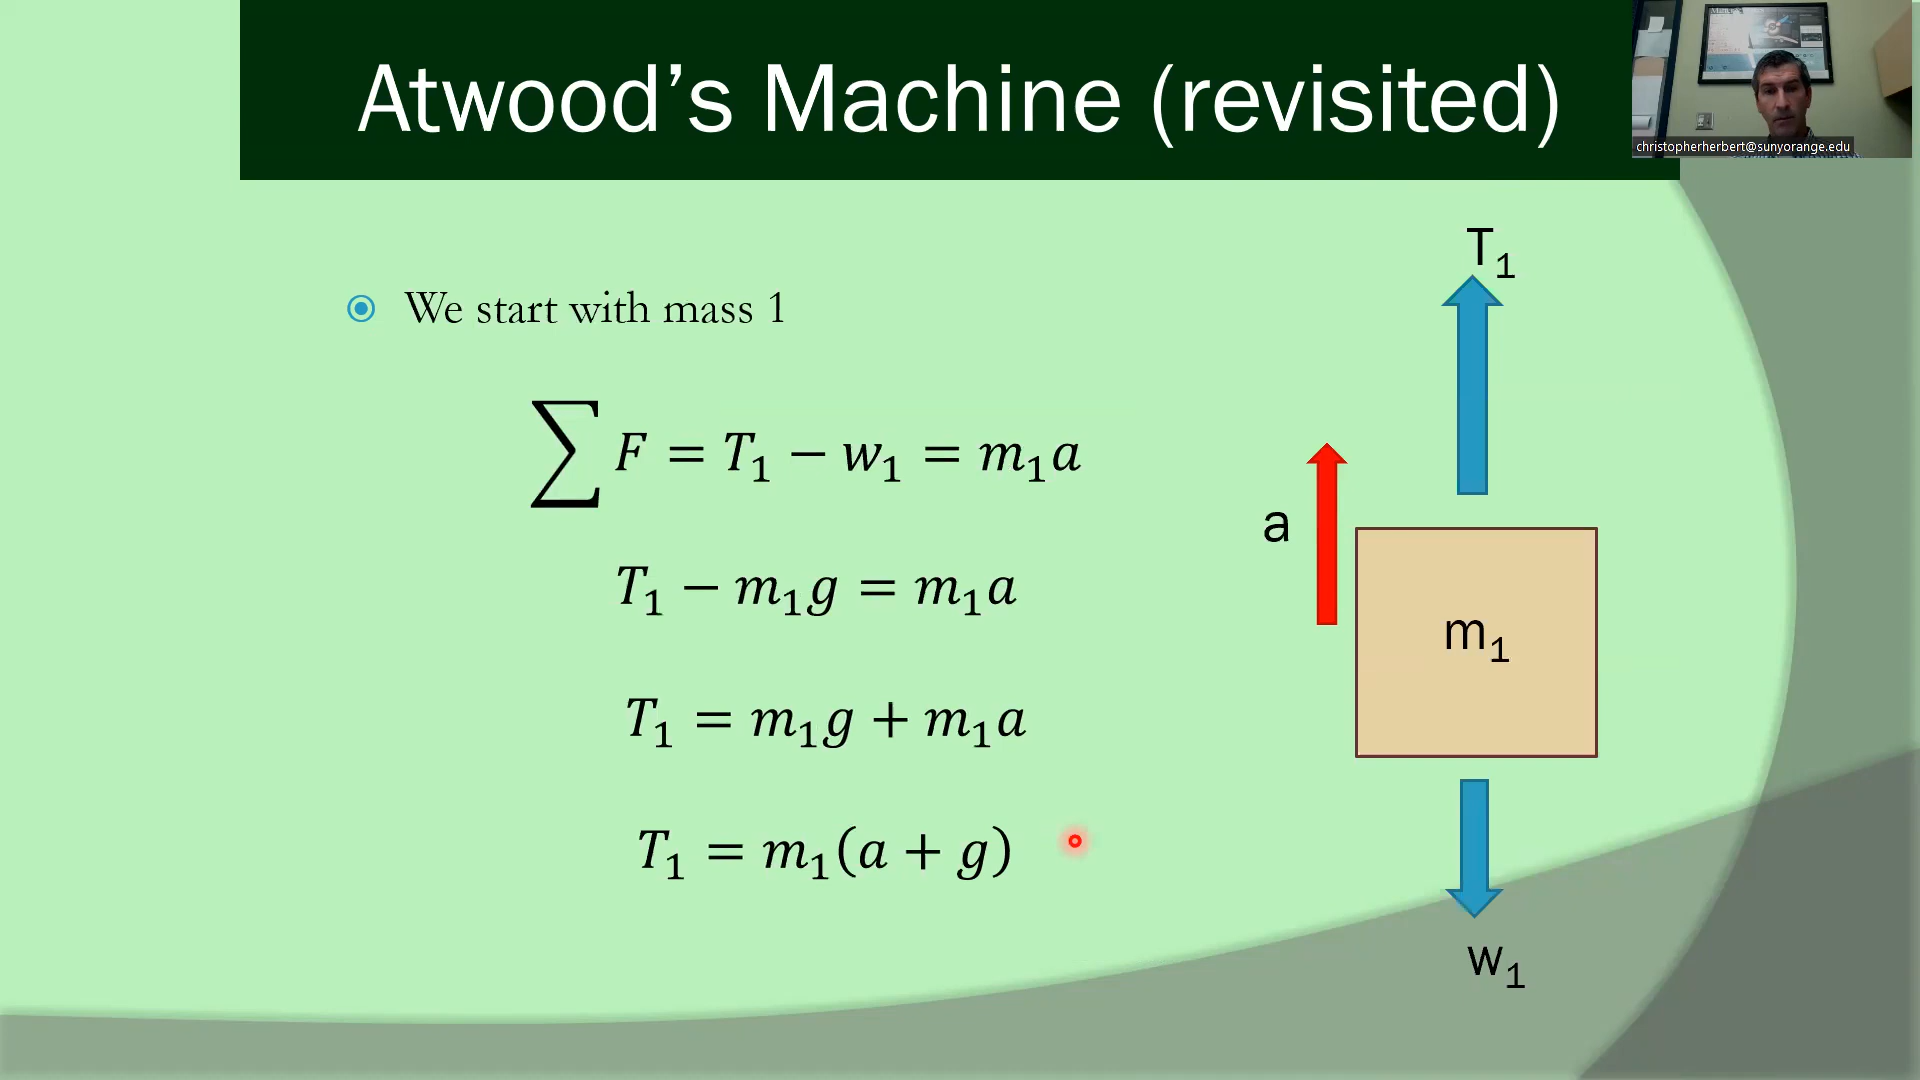 Atwood’s Machine (revisited)
christopherherbert@sunyorange.edu
We start with mass 1
∑ F = T₁ − w₁ = m₁a
T₁ − m₁g = m₁a
T₁ = m₁g + m₁a
T₁ = m₁(a + g)
T₁
a
m₁
w₁